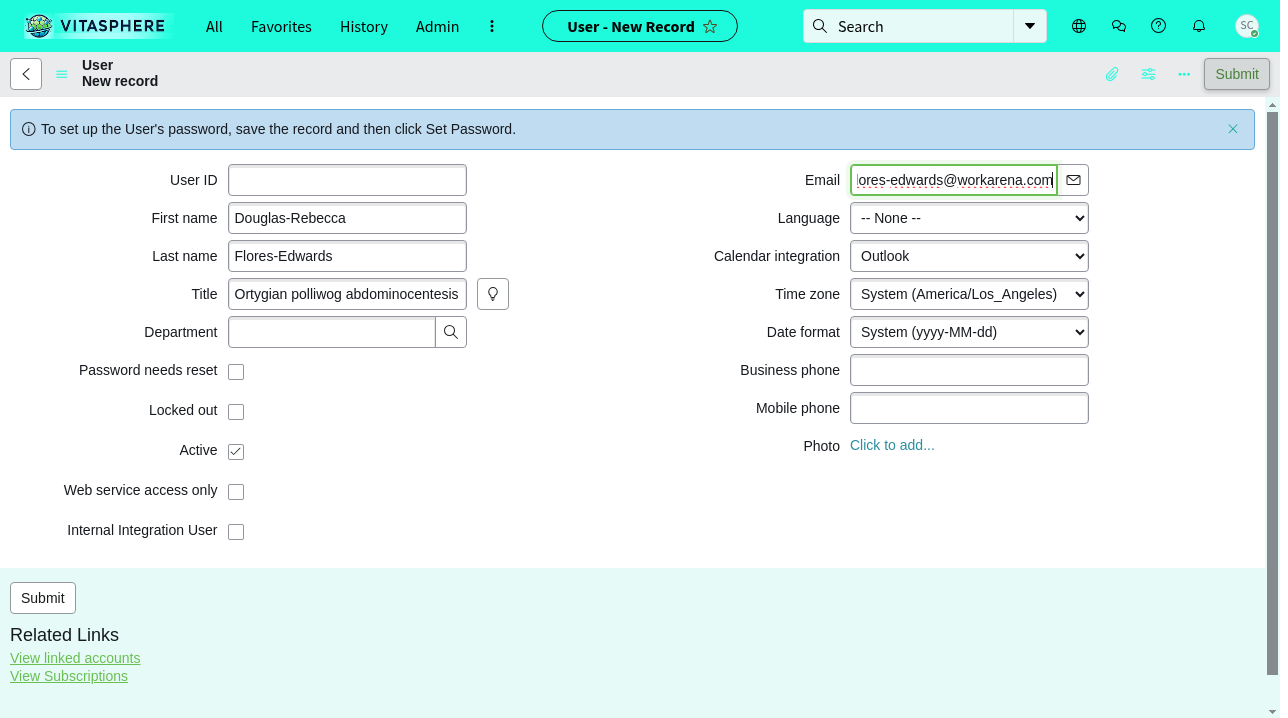 VITASPHERE
All
Favorites
History
Admin
User - New Record
Search
SC
User
New record
Submit
To set up the User's password, save the record and then click Set Password.
User ID
First name
Douglas-Rebecca
Last name
Flores-Edwards
Title
Ortygian polliwog abdominocentesis
Department
Password needs reset
Locked out
Active
Web service access only
Internal Integration User
Email
lores-edwards@workarena.com
Language
-- None --
Calendar integration
Outlook
Time zone
System (America/Los_Angeles)
Date format
System (yyyy-MM-dd)
Business phone
Mobile phone
Photo
Click to add...
Submit
Related Links
View linked accounts
View Subscriptions